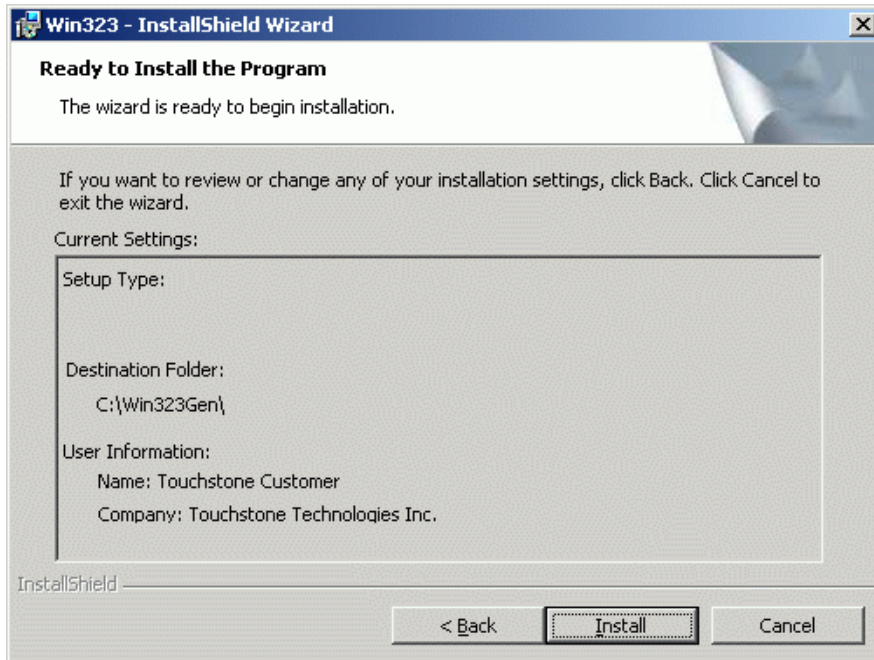 Win323 - InstallShield Wizard
Ready to Install the Program
The wizard is ready to begin installation.
If you want to review or change any of your installation settings, click Back. Click Cancel to
exit the wizard.
Current Settings:
Setup Type:
Destination Folder:
C:\Win323Gen\
User Information:
Name: Touchstone Customer
Company: Touchstone Technologies Inc.
InstallShield
< Back
Install
Cancel